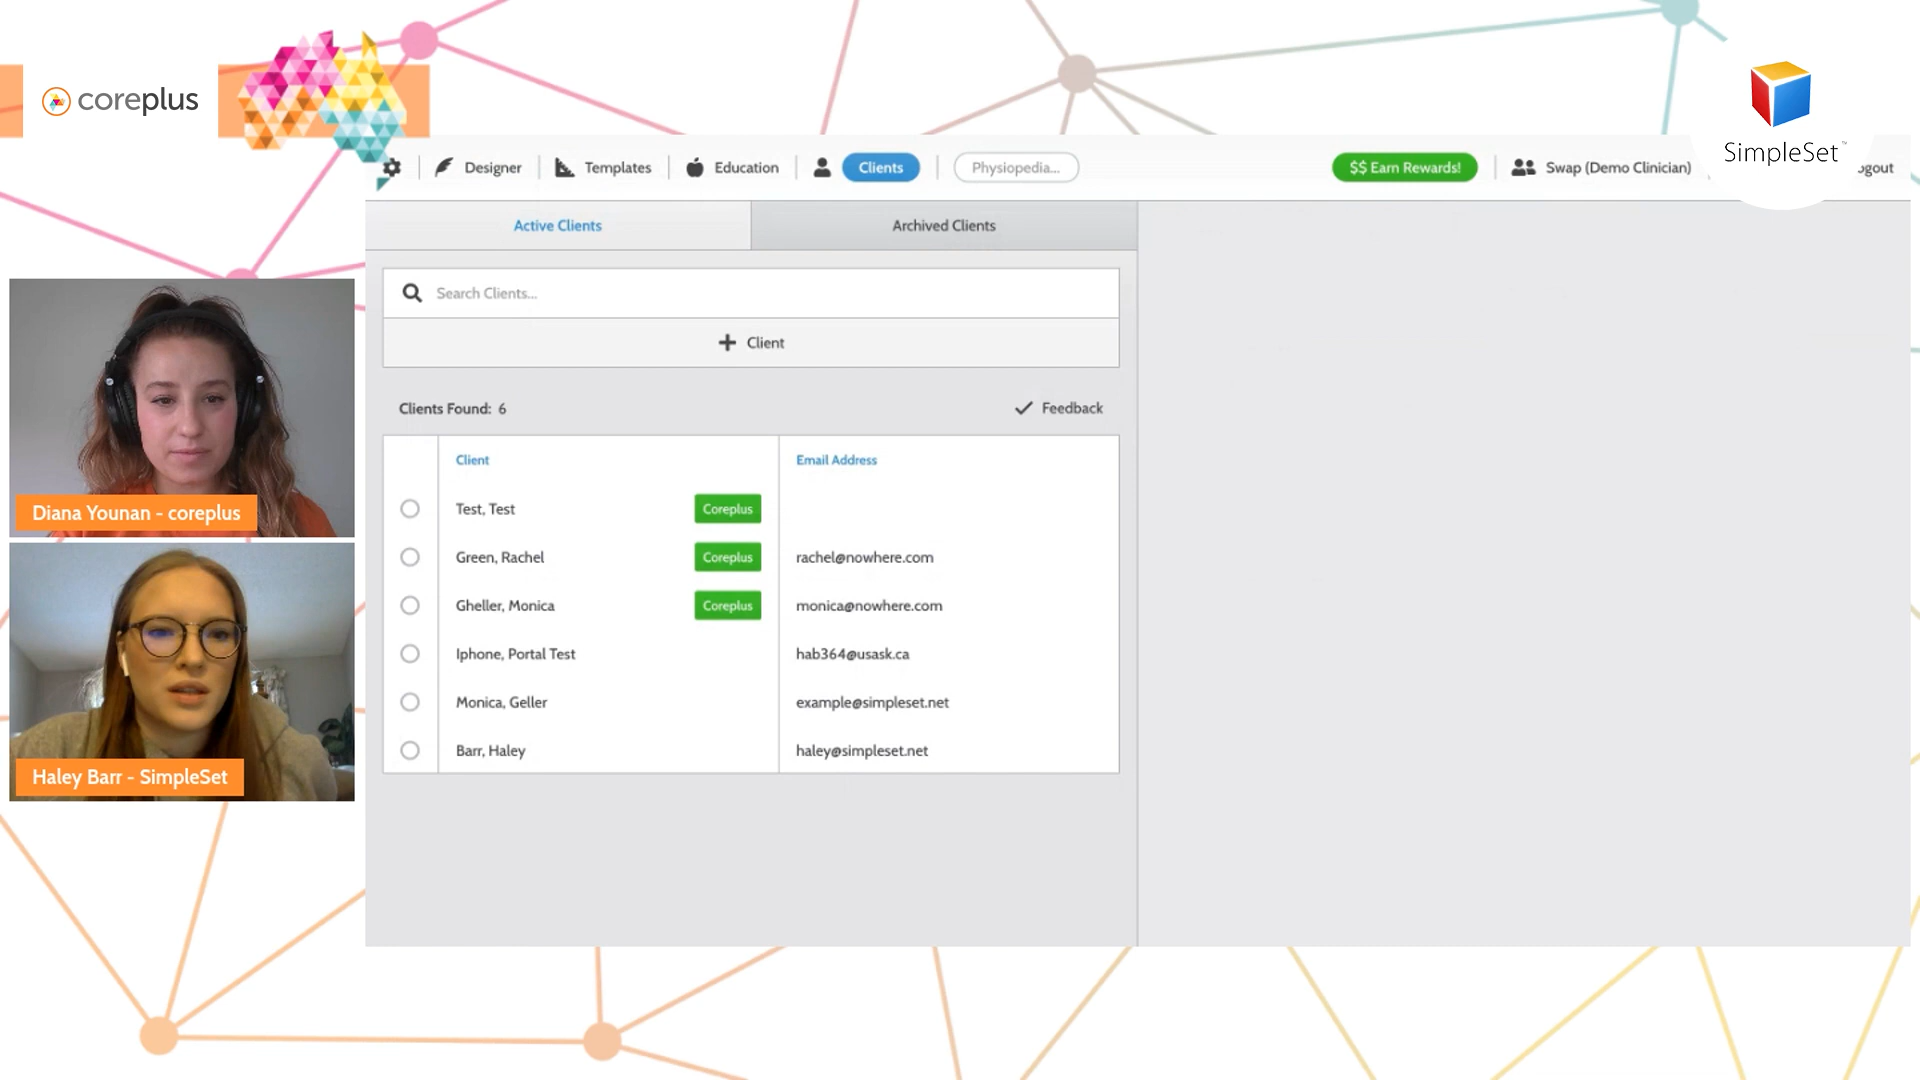 coreplus
SimpleSet™
Designer
Templates
Education
Clients
Physiopedia...
$$ Earn Rewards!
Swap (Demo Clinician)
ogout
Active Clients
Archived Clients
Search Clients...
+ Client
Clients Found: 6
Feedback
Client
Email Address
Test, Test Coreplus
Green, Rachel Coreplus rachel@nowhere.com
Gheller, Monica Coreplus monica@nowhere.com
Iphone, Portal Test hab364@usask.ca
Monica, Geller example@simpleset.net
Barr, Haley haley@simpleset.net
Diana Younan - coreplus
Haley Barr - SimpleSet